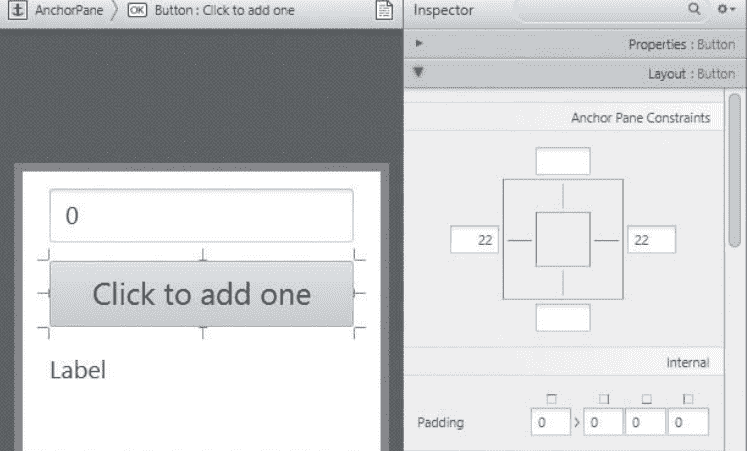 AnchorPane
OK Button : Click to add one
Inspector
Properties : Button
Layout : Button
Anchor Pane Constraints
22
22
Internal
Padding
0
0
0
0
0
Click to add one
Label